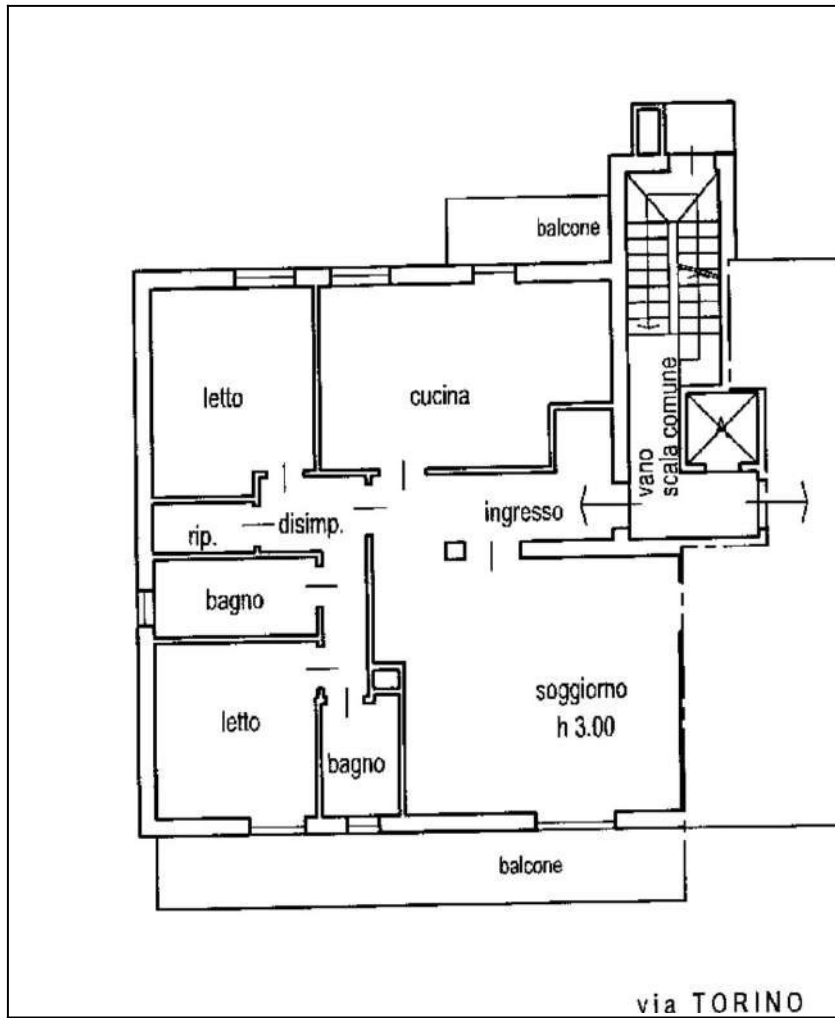 balcone
letto
cucina
vano
scala comune
A
ingresso
rip.
disimp.
bagno
letto
soggiorno
h 3.00
bagno
balcone
via TORINO